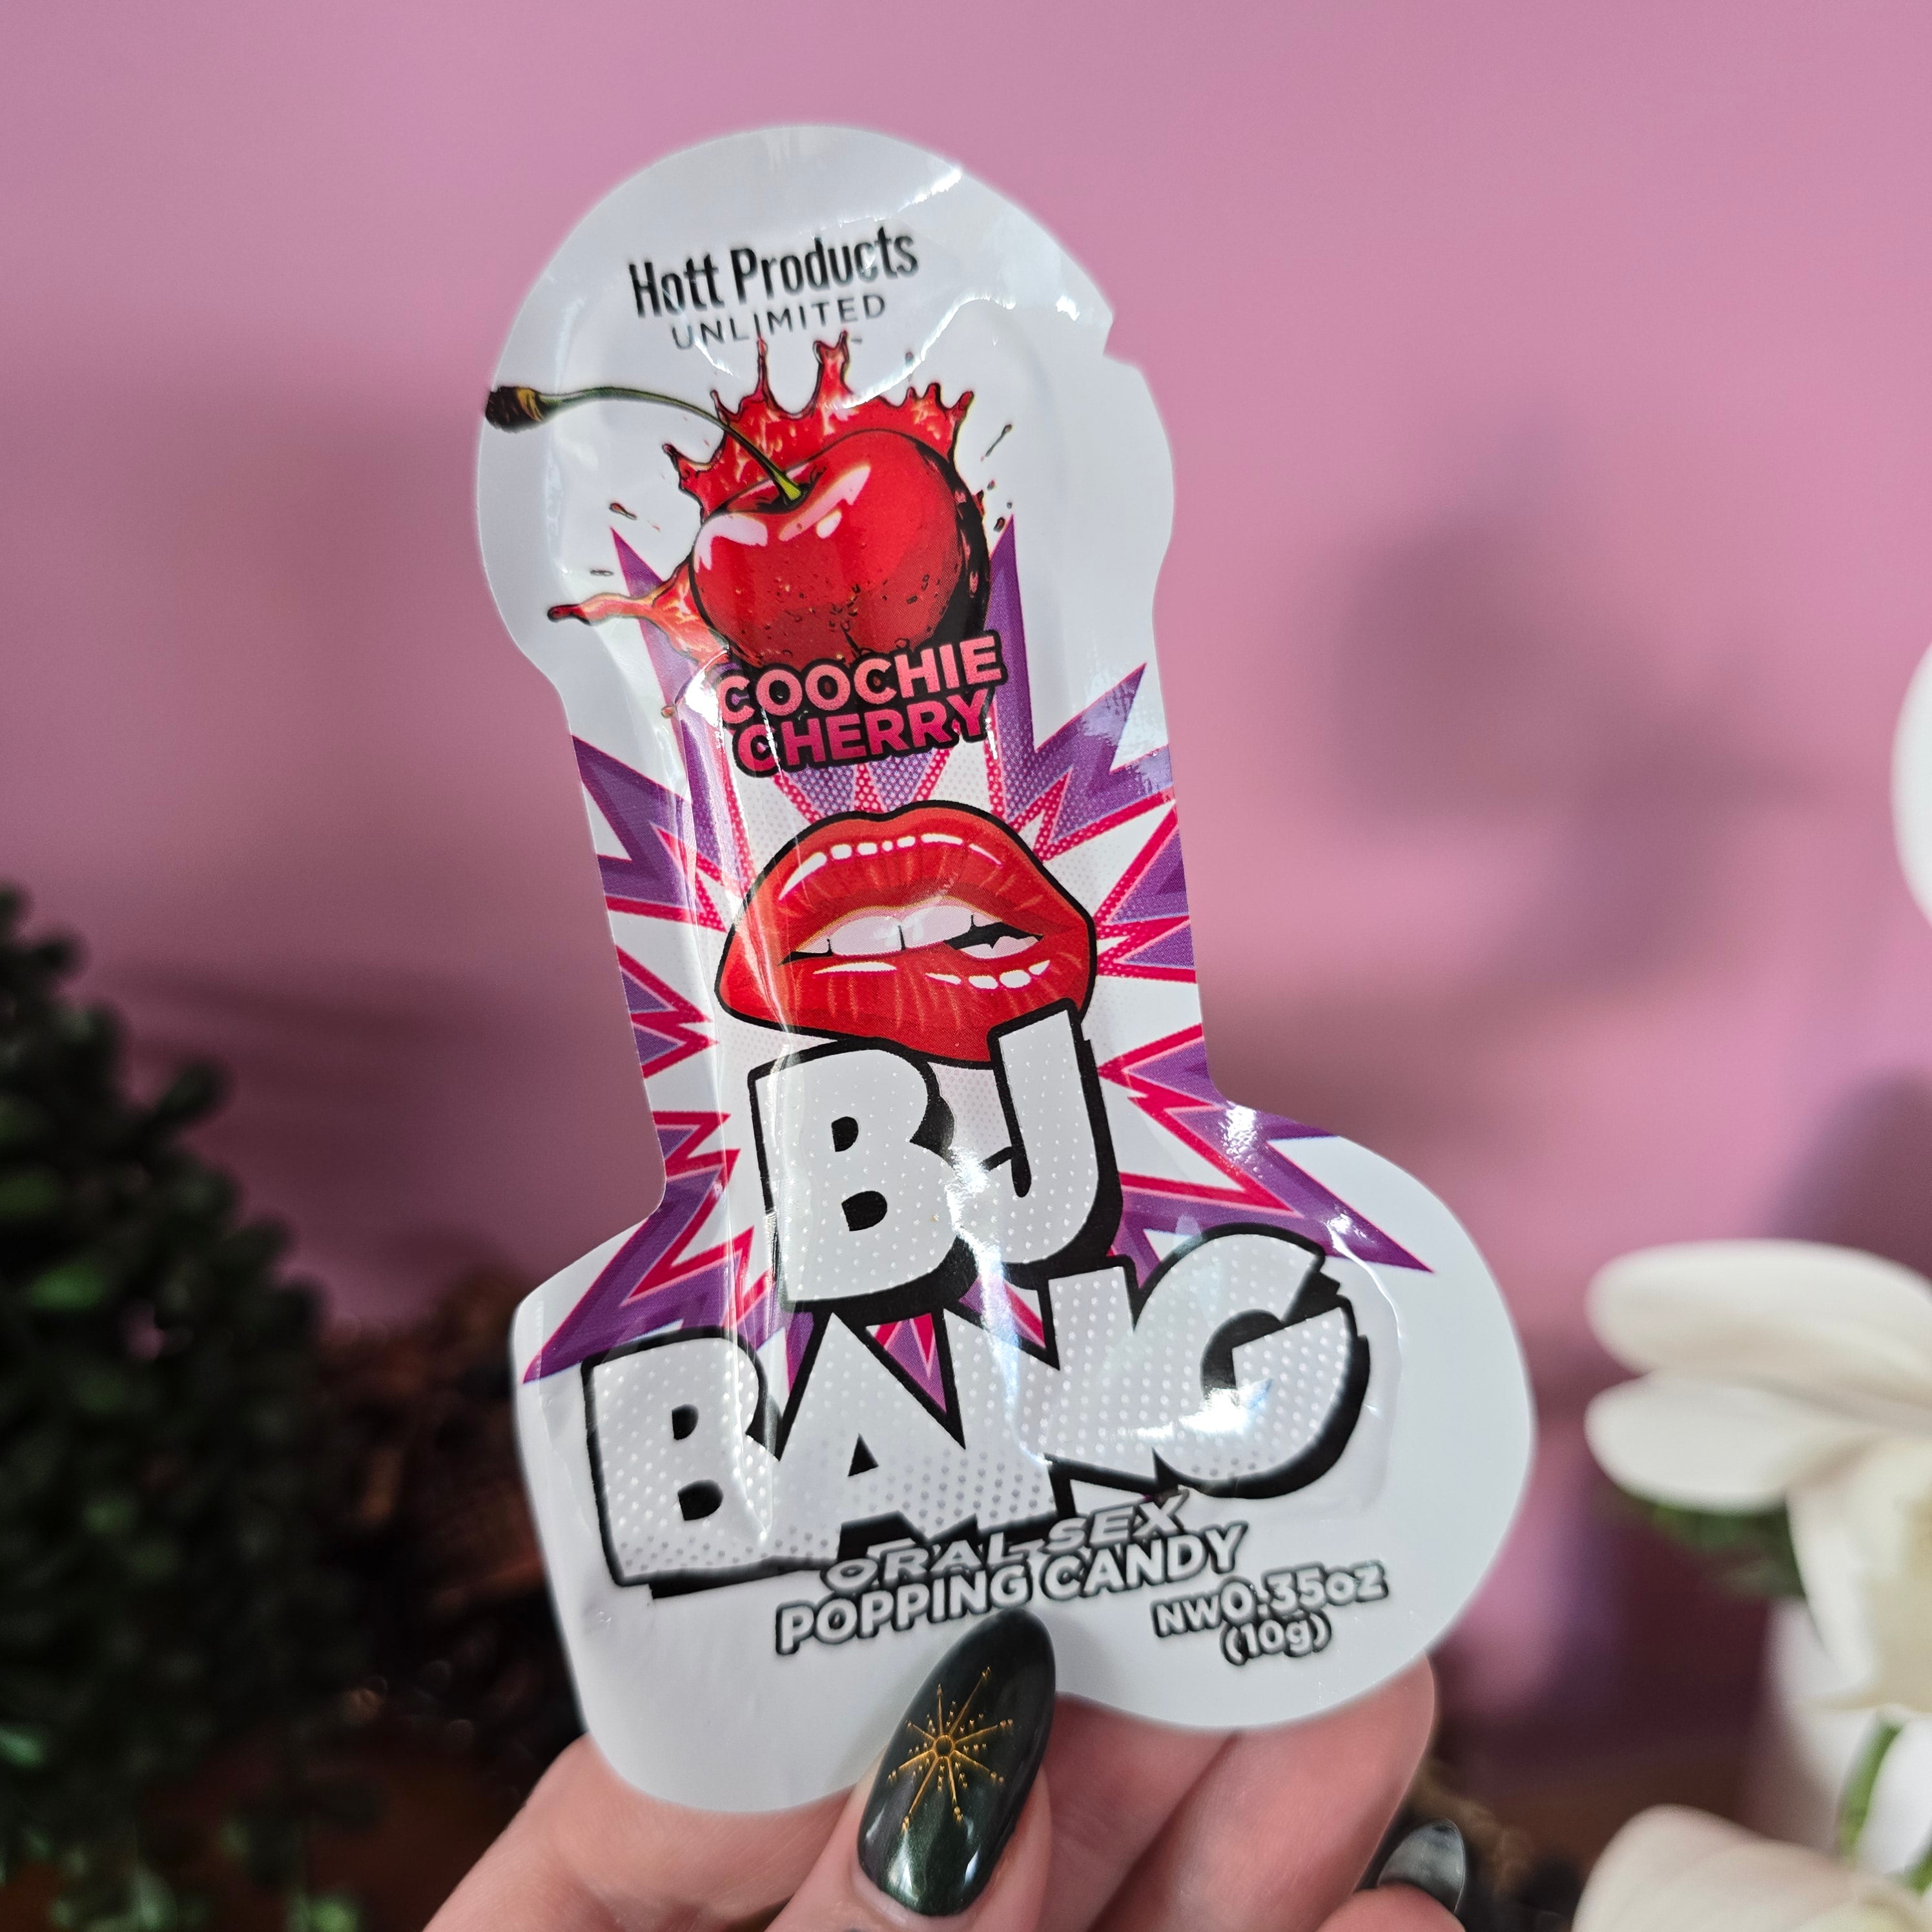 Hott Products
UNLIMITED
COOCHIE
CHERRY
BJ
BANG
ORAL SEX
POPPING CANDY
NW0.35oz
(10g)